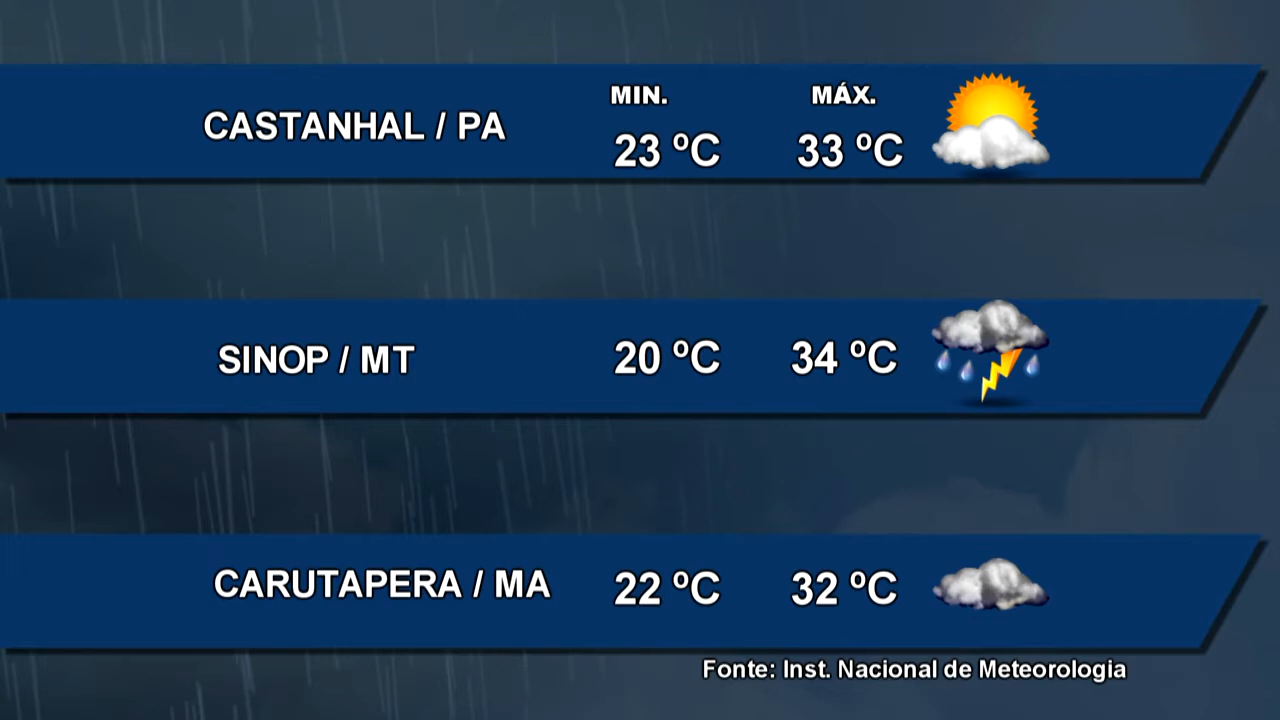 MIN. MÁX.
CASTANHAL / PA 23 ºC 33 ºC
SINOP / MT 20 ºC 34 ºC
CARUTAPERA / MA 22 ºC 32 ºC
Fonte: Inst. Nacional de Meteorologia